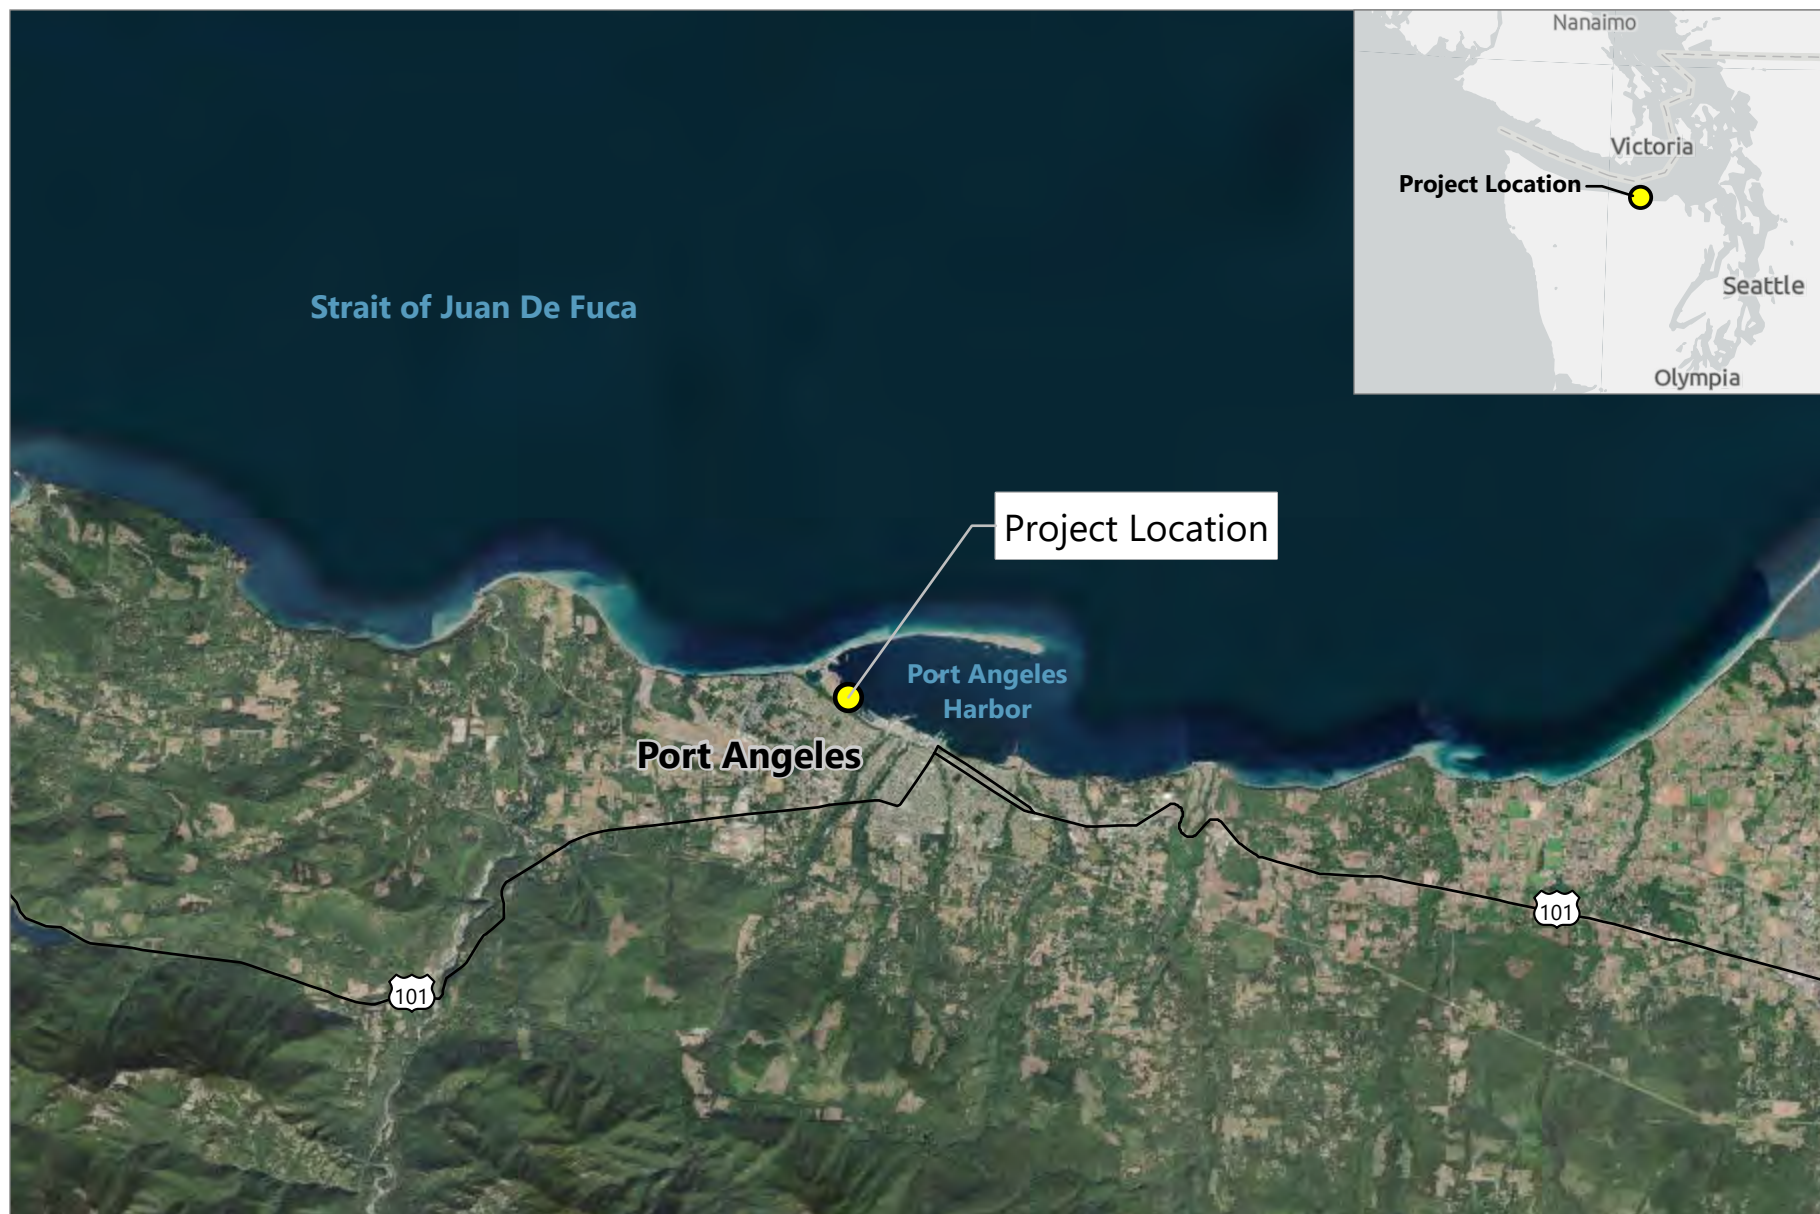 Nanaimo
Victoria
Project Location
Seattle
Olympia
Strait of Juan De Fuca
Project Location
Port Angeles
Harbor
Port Angeles
101
101